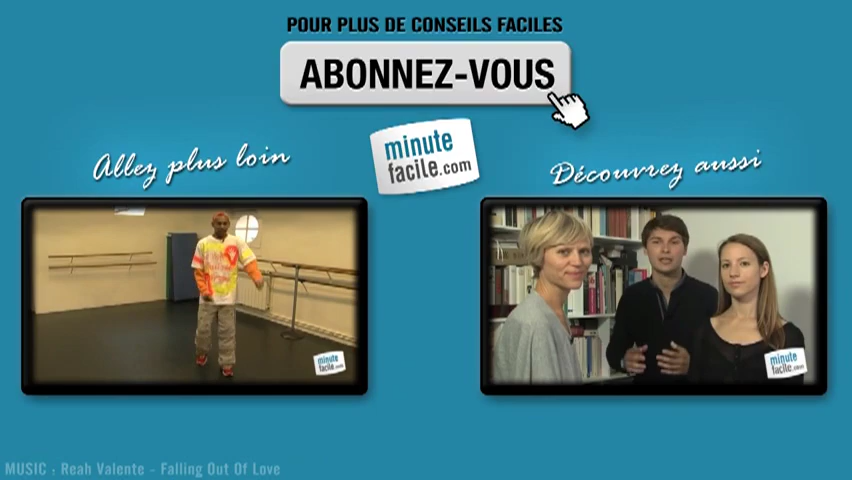 POUR PLUS DE CONSEILS FACILES
ABONNEZ-VOUS
minute
facile.com
Allez plus loin
Découvrez aussi
minute
facile.com
minute
facile.com
MUSIC : Reah Valente - Falling Out Of Love